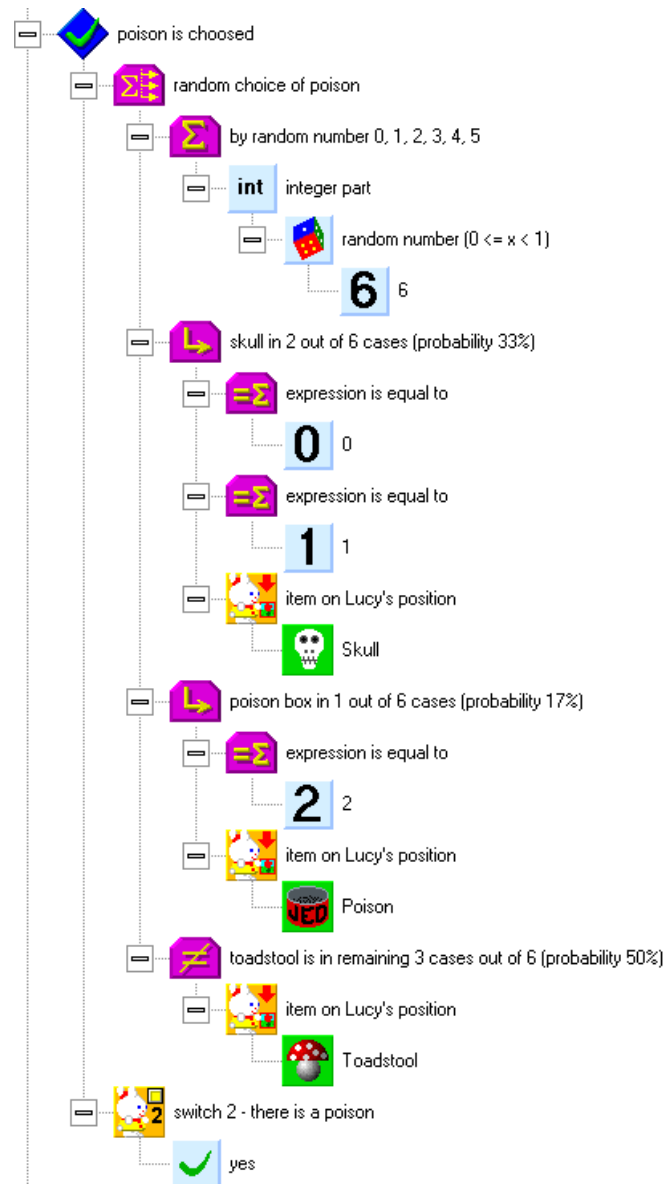 poison is choosed
random choice of poison
by random number 0, 1, 2, 3, 4, 5
int integer part
random number (0 <= x < 1)
6 6
skull in 2 out of 6 cases (probability 33%)
=Σ expression is equal to
0 0
=Σ expression is equal to
1 1
item on Lucy's position
Skull
poison box in 1 out of 6 cases (probability 17%)
=Σ expression is equal to
2 2
item on Lucy's position
JED Poison
≠ toadstool is in remaining 3 cases out of 6 (probability 50%)
item on Lucy's position
Toadstool
2 switch 2 - there is a poison
yes